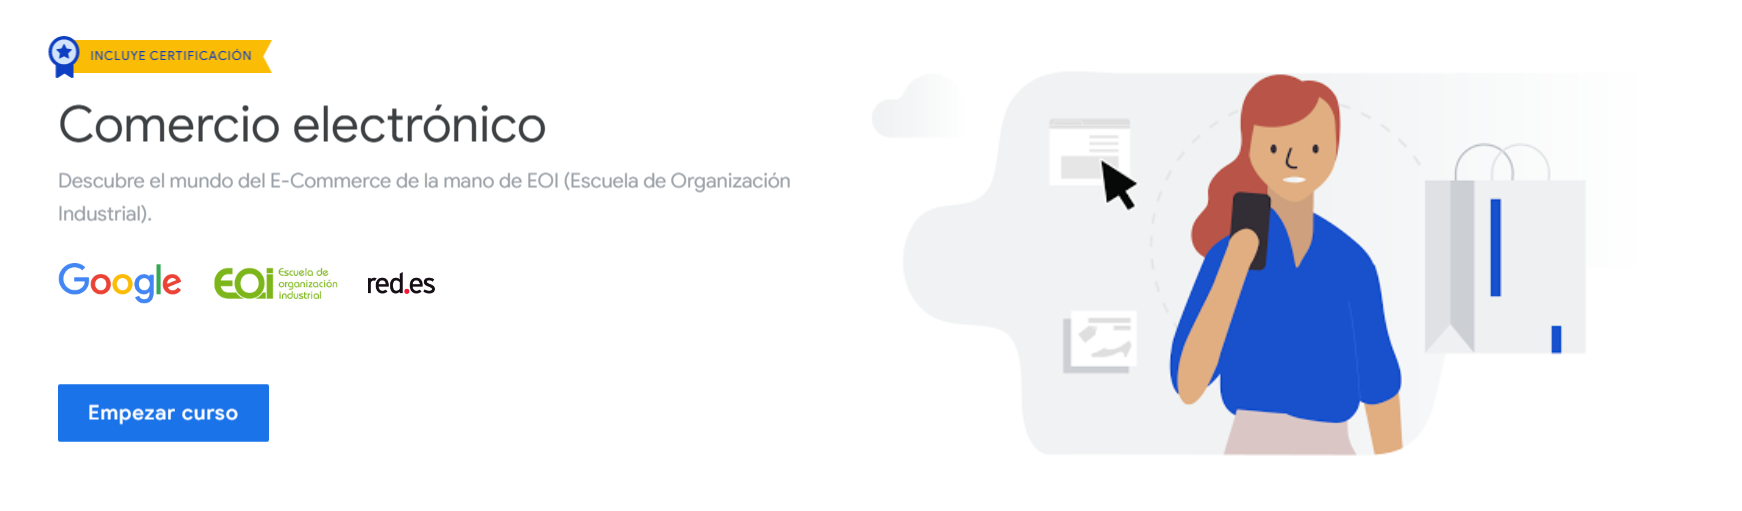 INCLUYE CERTIFICACIÓN
Comercio electrónico
Descubre el mundo del E-Commerce de la mano de EOI (Escuela de Organización
Industrial).
Google
EOI
Escuela de
organización
industrial
red.es
Empezar curso